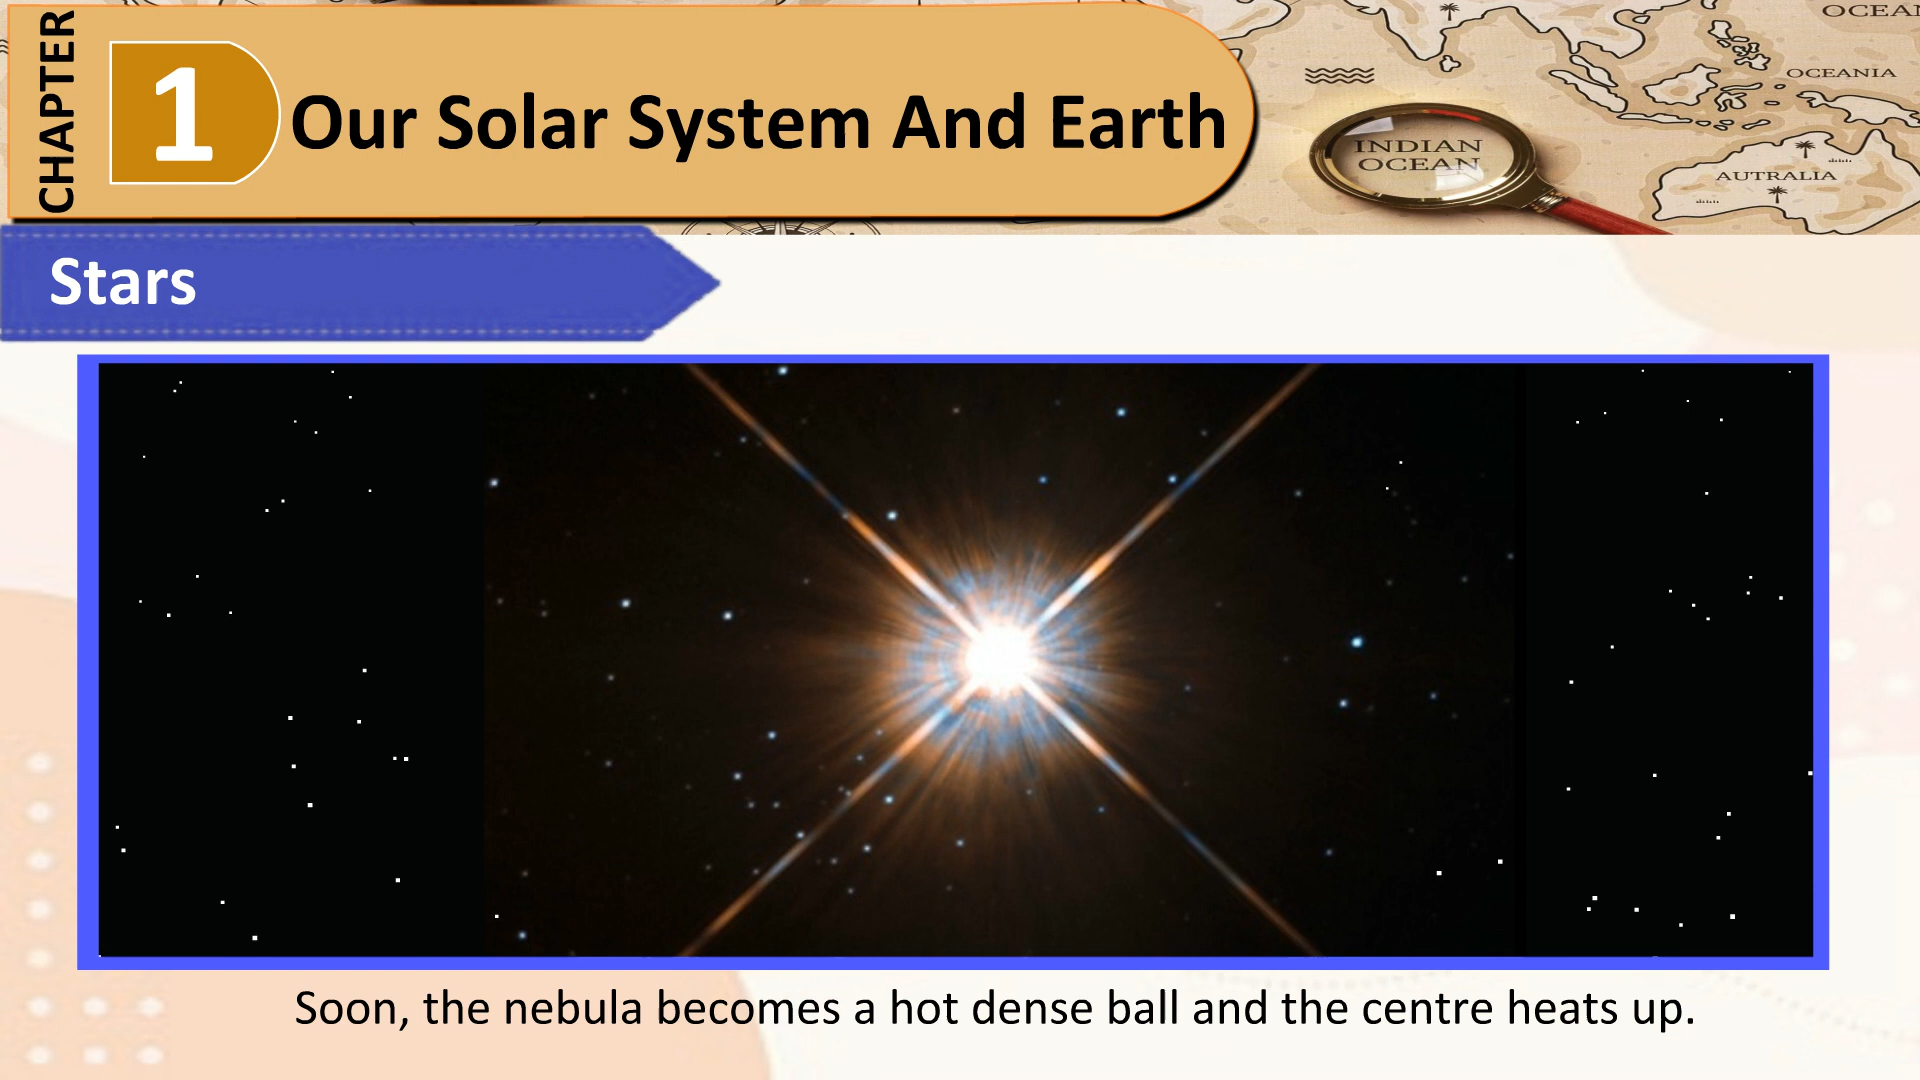 CHAPTER
1
Our Solar System And Earth
OCEA
OCEANIA
INDIAN
OCEAN
AUTRALIA
Stars
Soon, the nebula becomes a hot dense ball and the centre heats up.